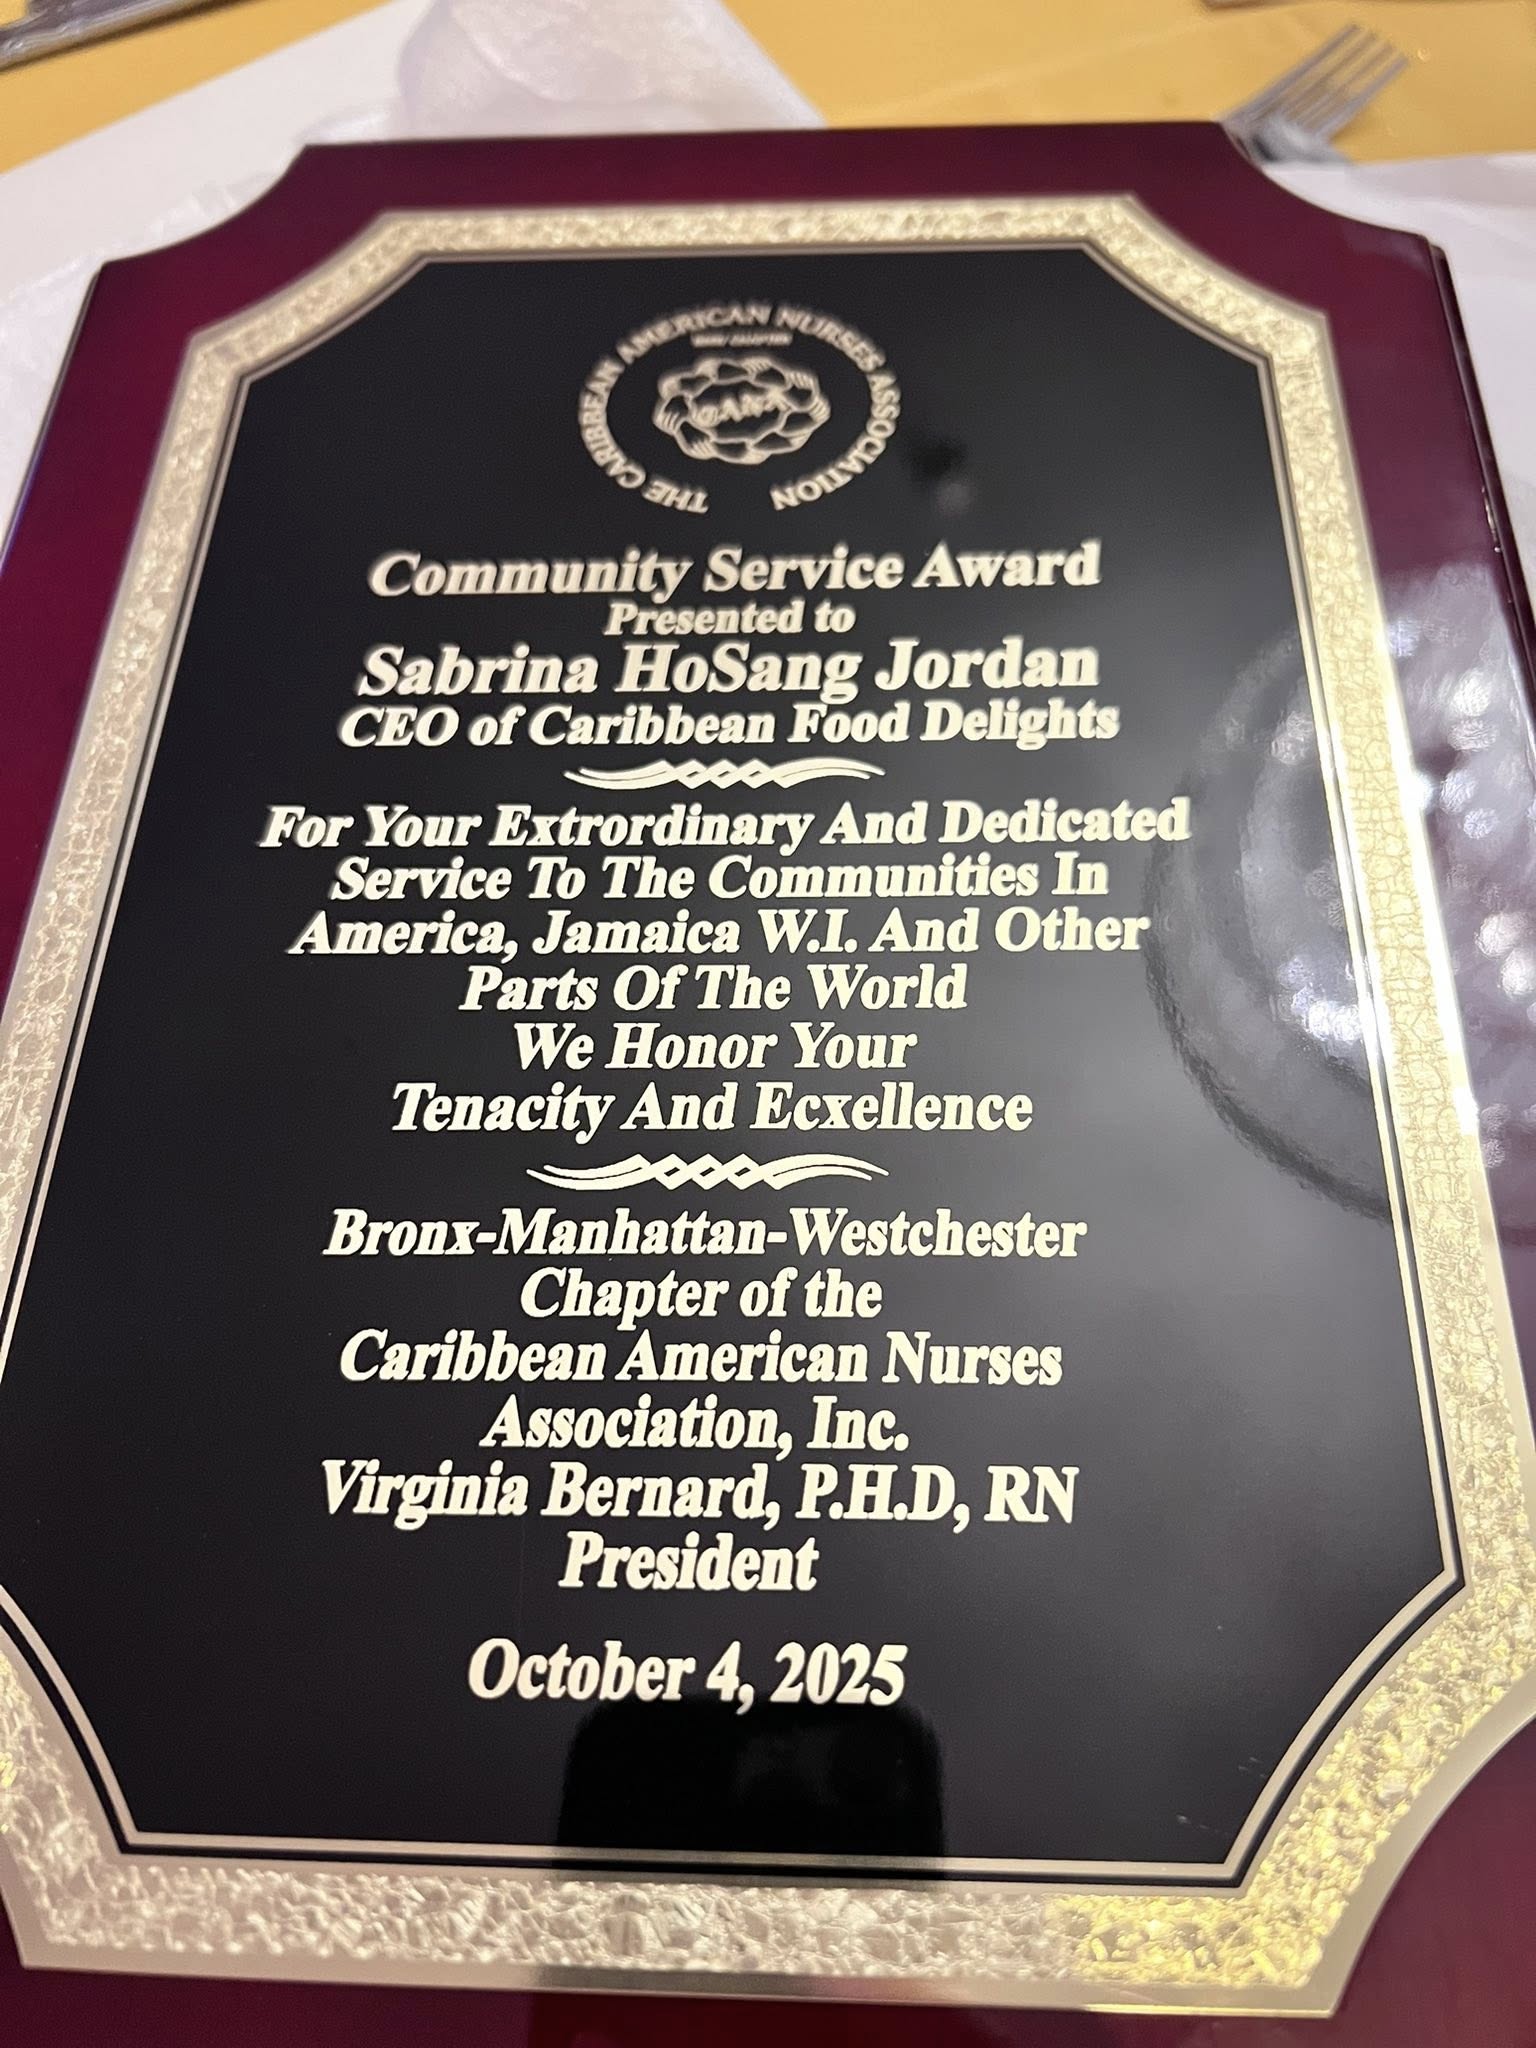 THE CARIBBEAN AMERICAN NURSES ASSOCIATION
Community Service Award
Presented to
Sabrina HoSang Jordan
CEO of Caribbean Food Delights
For Your Extrordinary And Dedicated
Service To The Communities In
America, Jamaica W.I. And Other
Parts Of The World
We Honor Your
Tenacity And Ecxellence
Bronx-Manhattan-Westchester
Chapter of the
Caribbean American Nurses
Association, Inc.
Virginia Bernard, P.H.D, RN
President
October 4, 2025